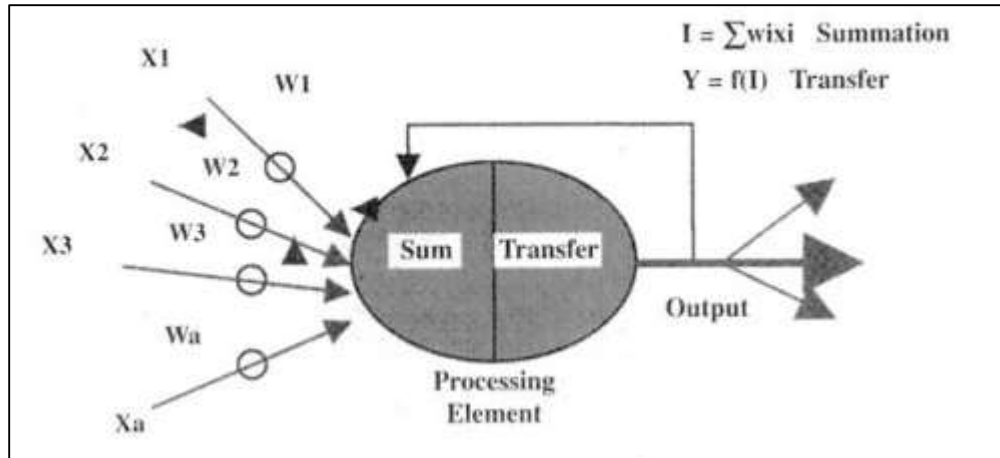 I = ∑wixi Summation
Y = f(I) Transfer
X1
W1
X2
W2
X3
W3
Sum
Transfer
Output
Wa
Xa
Processing
Element